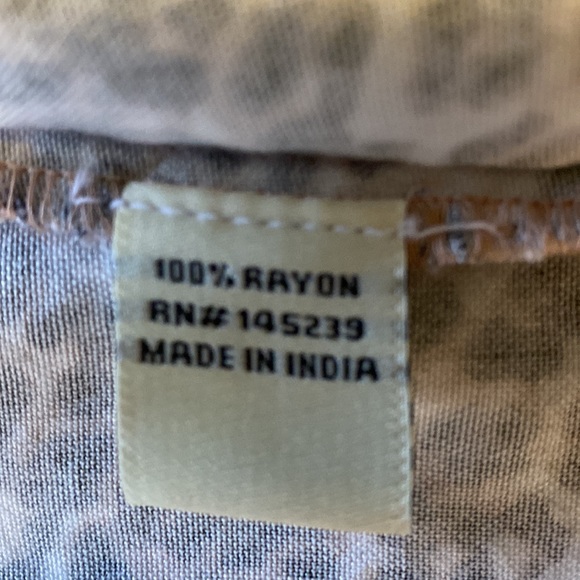 100% RAYON
RN# 145239
MADE IN INDIA